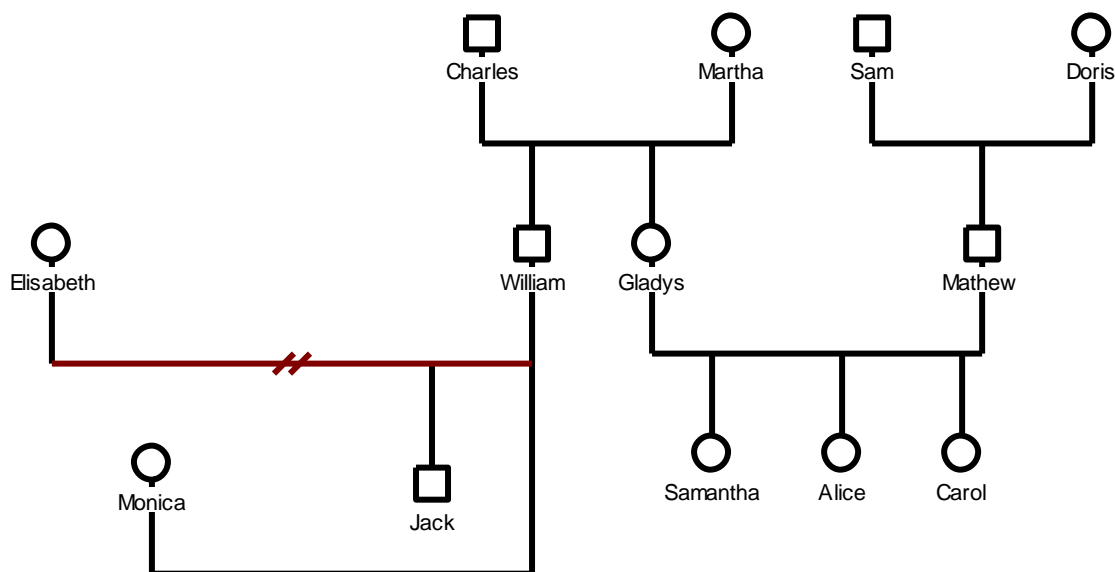 Charles
Martha
Sam
Doris
Elisabeth
William
Gladys
Mathew
Monica
Jack
Samantha
Alice
Carol